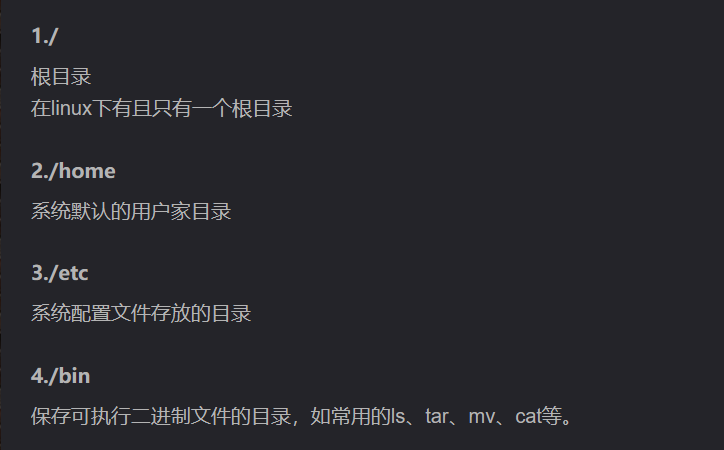 1./
根目录
在linux下有且只有一个根目录
2./home
系统默认的用户家目录
3./etc
系统配置文件存放的目录
4./bin
保存可执行二进制文件的目录，如常用的ls、tar、mv、cat等。